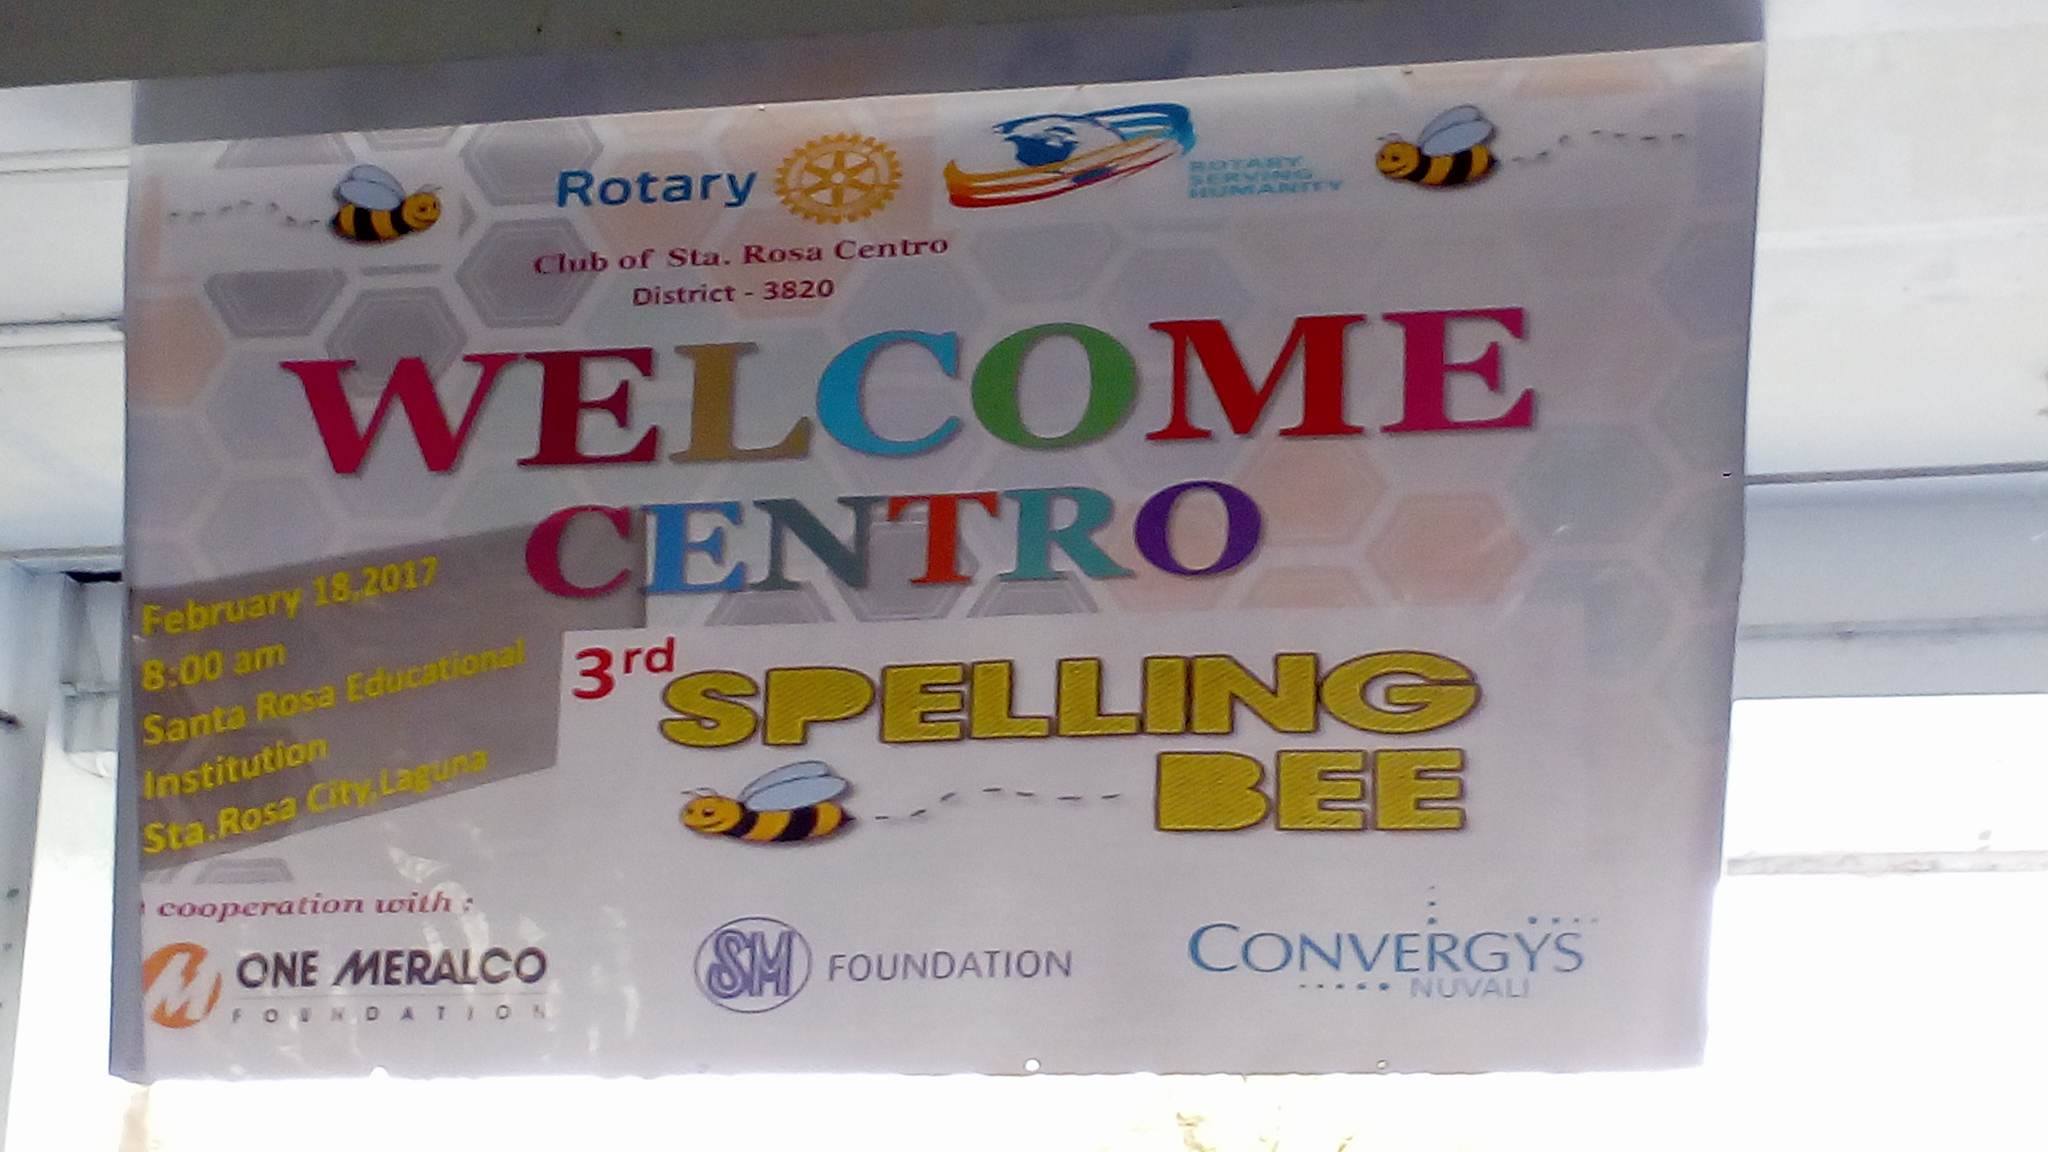 Rotary
ROTARY
SERVING
HUMANITY
Club of Sta. Rosa Centro
District - 3820
WELCOME
CENTRO
February 18,2017
8:00 am
Santa Rosa Educational
Institution
Sta.Rosa City,Laguna
3rd SPELLING
BEE
cooperation with :
M ONE MERALCO
FOUNDATION
SM FOUNDATION
CONVERGYS
NUVALI